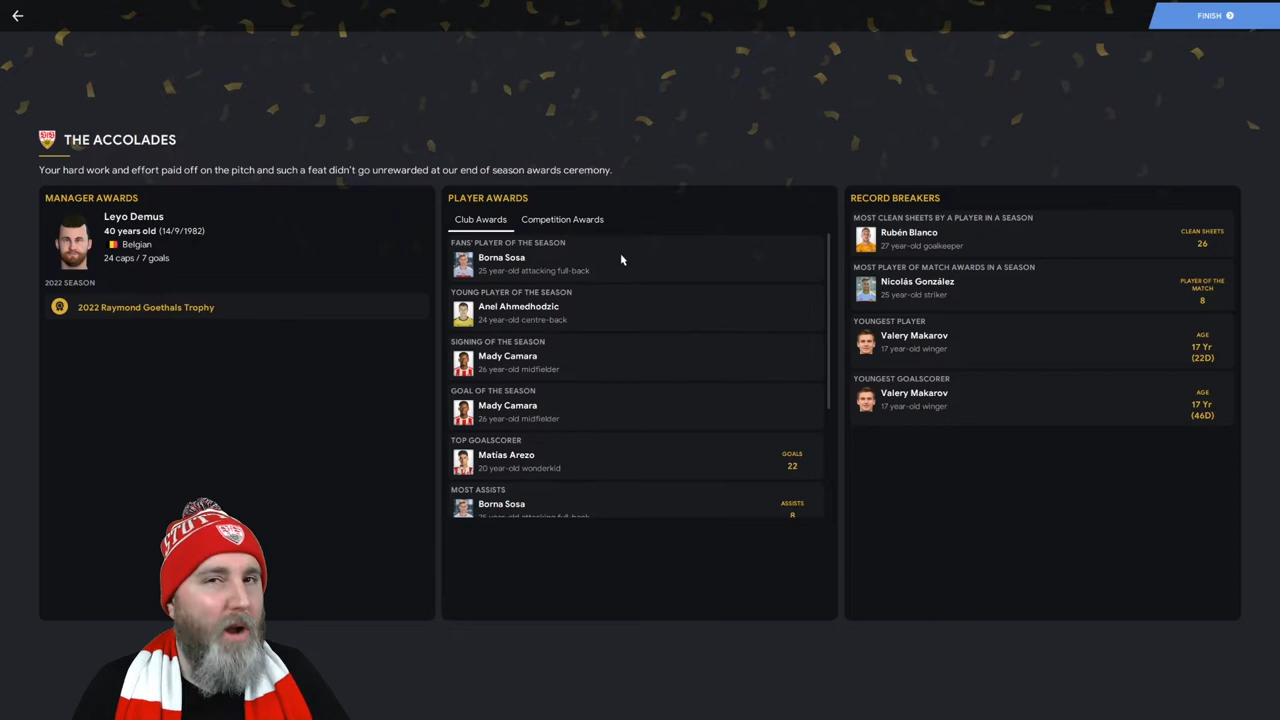 FINISH
THE ACCOLADES
Your hard work and effort paid off on the pitch and such a feat didn't go unrewarded at our end of season awards ceremony.
MANAGER AWARDS
Leyo Demus
40 years old (14/9/1982)
Belgian
24 caps / 7 goals
2022 SEASON
2022 Raymond Goethals Trophy
PLAYER AWARDS
Club Awards Competition Awards
FANS' PLAYER OF THE SEASON
Borna Sosa
25 year-old attacking full-back
YOUNG PLAYER OF THE SEASON
Anel Ahmedhodzic
24 year-old centre-back
SIGNING OF THE SEASON
Mady Camara
26 year-old midfielder
GOAL OF THE SEASON
Mady Camara
26 year-old midfielder
TOP GOALSCORER
Matías Arezo
20 year-old wonderkid
GOALS
22
MOST ASSISTS
Borna Sosa
25 year-old attacking full-back
ASSISTS
8
RECORD BREAKERS
MOST CLEAN SHEETS BY A PLAYER IN A SEASON
Rubén Blanco
27 year-old goalkeeper
CLEAN SHEETS
26
MOST PLAYER OF MATCH AWARDS IN A SEASON
Nicolás González
25 year-old striker
PLAYER OF THE
MATCH
8
YOUNGEST PLAYER
Valery Makarov
17 year-old winger
AGE
17 Yr
(22D)
YOUNGEST GOALSCORER
Valery Makarov
17 year-old winger
AGE
17 Yr
(46D)